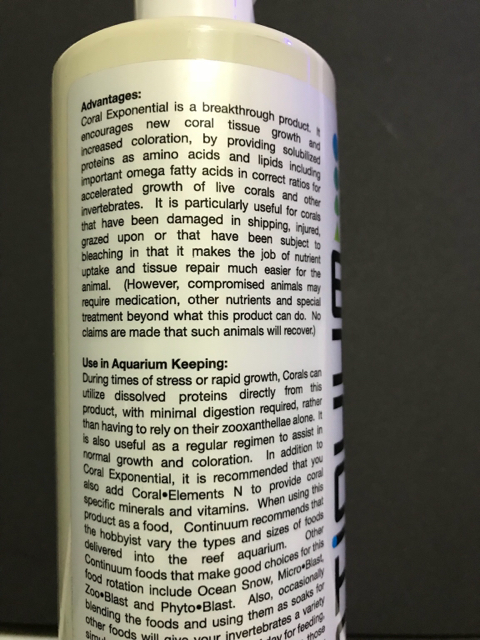 Advantages:
Coral Exponential is a breakthrough product. It
encourages new coral tissue growth and
increased coloration, by providing solubilized
proteins as amino acids and lipids including
important omega fatty acids in correct ratios for
accelerated growth of live corals and other
invertebrates. It is particularly useful for corals
that have been damaged in shipping, injured,
grazed upon or that have been subject to
bleaching in that it makes the job of nutrient
uptake and tissue repair much easier for the
animal. (However, compromised animals may
require medication, other nutrients and special
treatment beyond what this product can do. No
claims are made that such animals will recover.)
Use in Aquarium Keeping:
During times of stress or rapid growth, Corals can
utilize dissolved proteins directly from this
product, with minimal digestion required, rather
than having to rely on their zooxanthellae alone. It
is also useful as a regular regimen to assist in
normal growth and coloration. In addition to
Coral Exponential, it is recommended that you
also add Coral•Elements N to provide coral
specific minerals and vitamins. When using this
product as a food, Continuum recommends that
the hobbyist vary the types and sizes of foods
delivered into the reef aquarium. Other
Continuum foods that make good choices for this
food rotation include Ocean Snow, Micro•Blast,
Zoo•Blast and Phyto•Blast. Also, occasionally
blending the foods and using them as soaks for
other foods will give your invertebrates a variety
day for feeding,